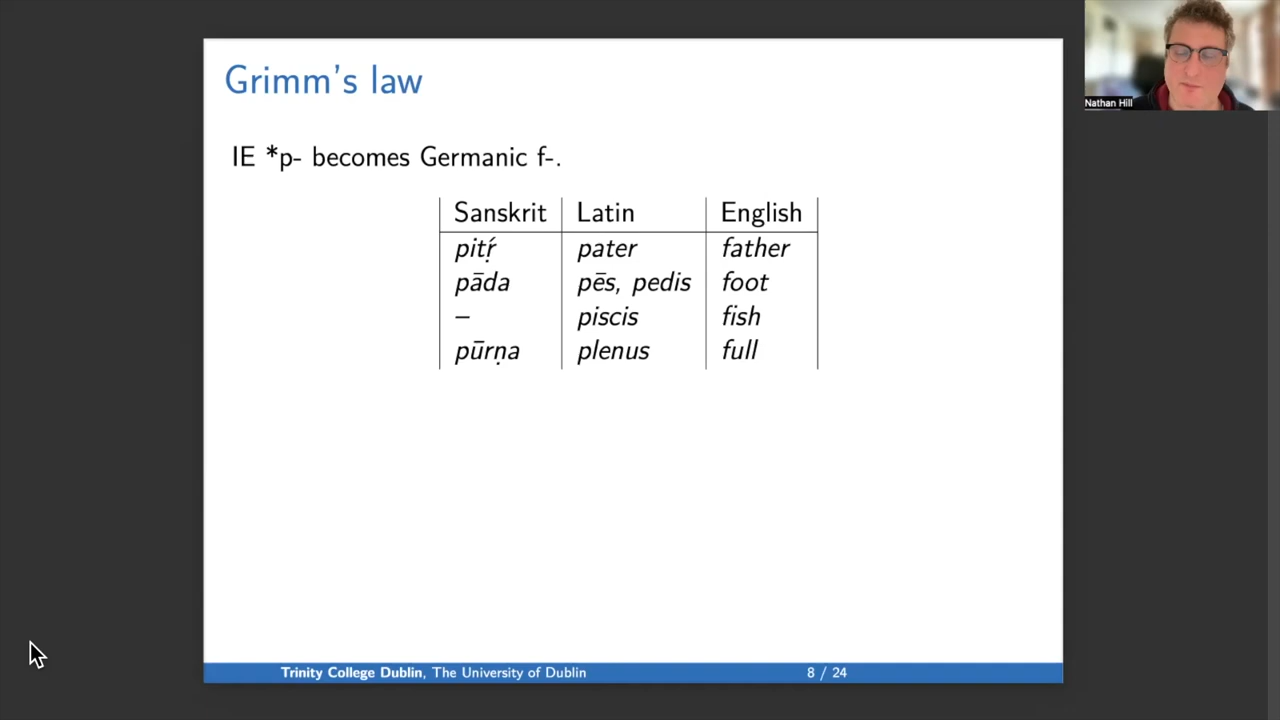 Grimm's law
IE *p- becomes Germanic f-.
Sanskrit Latin English
pitṛ́ pater father
pāda pēs, pedis foot
– piscis fish
pūrṇa plenus full
Trinity College Dublin, The University of Dublin 8 / 24
Nathan Hill